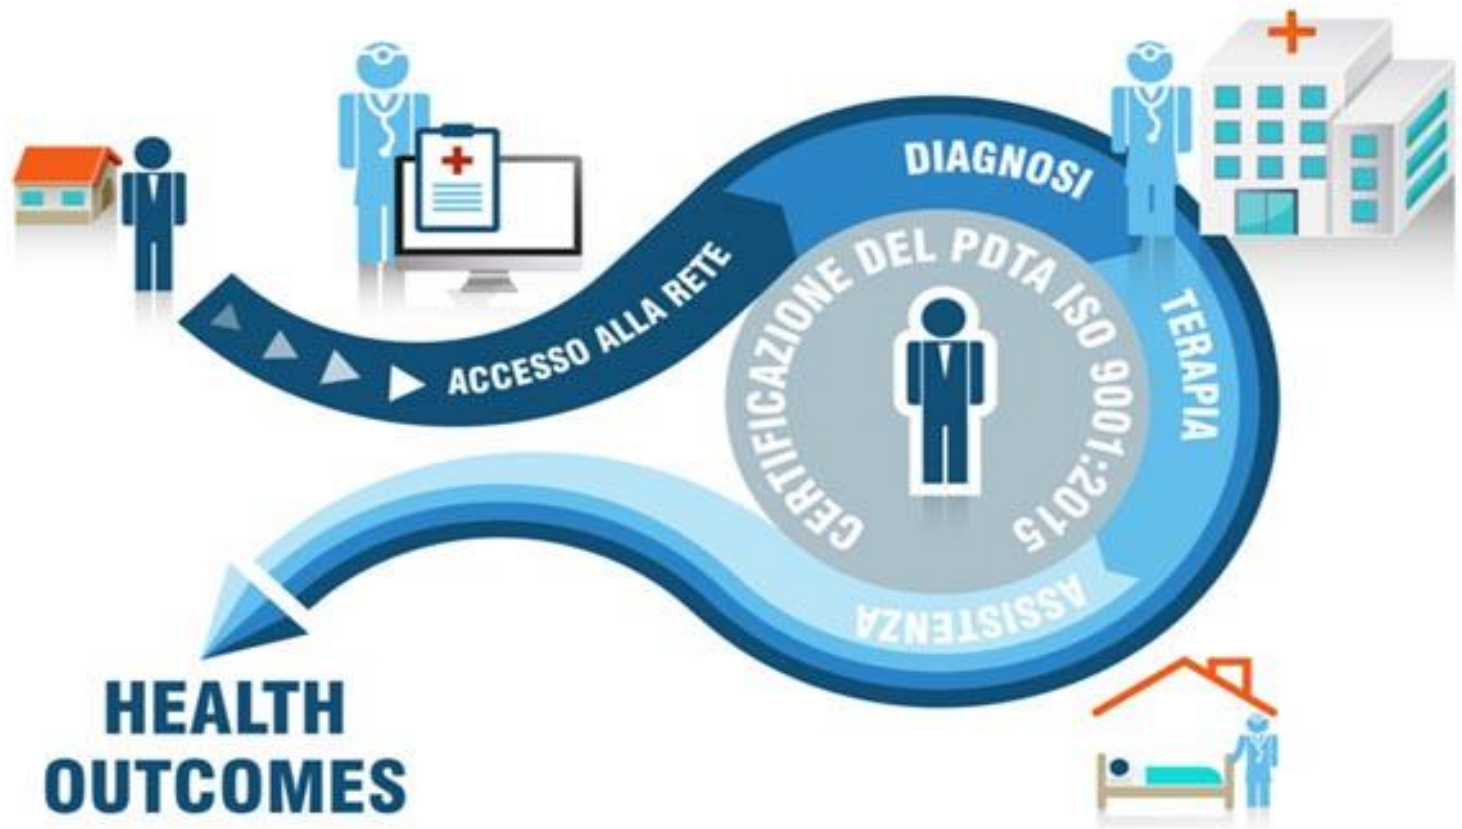 ACCESSO ALLA RETE
DIAGNOSI
TERAPIA
ASSISTENZA
CERTIFICAZIONE DEL PDTA ISO 9001:2015
HEALTH
OUTCOMES